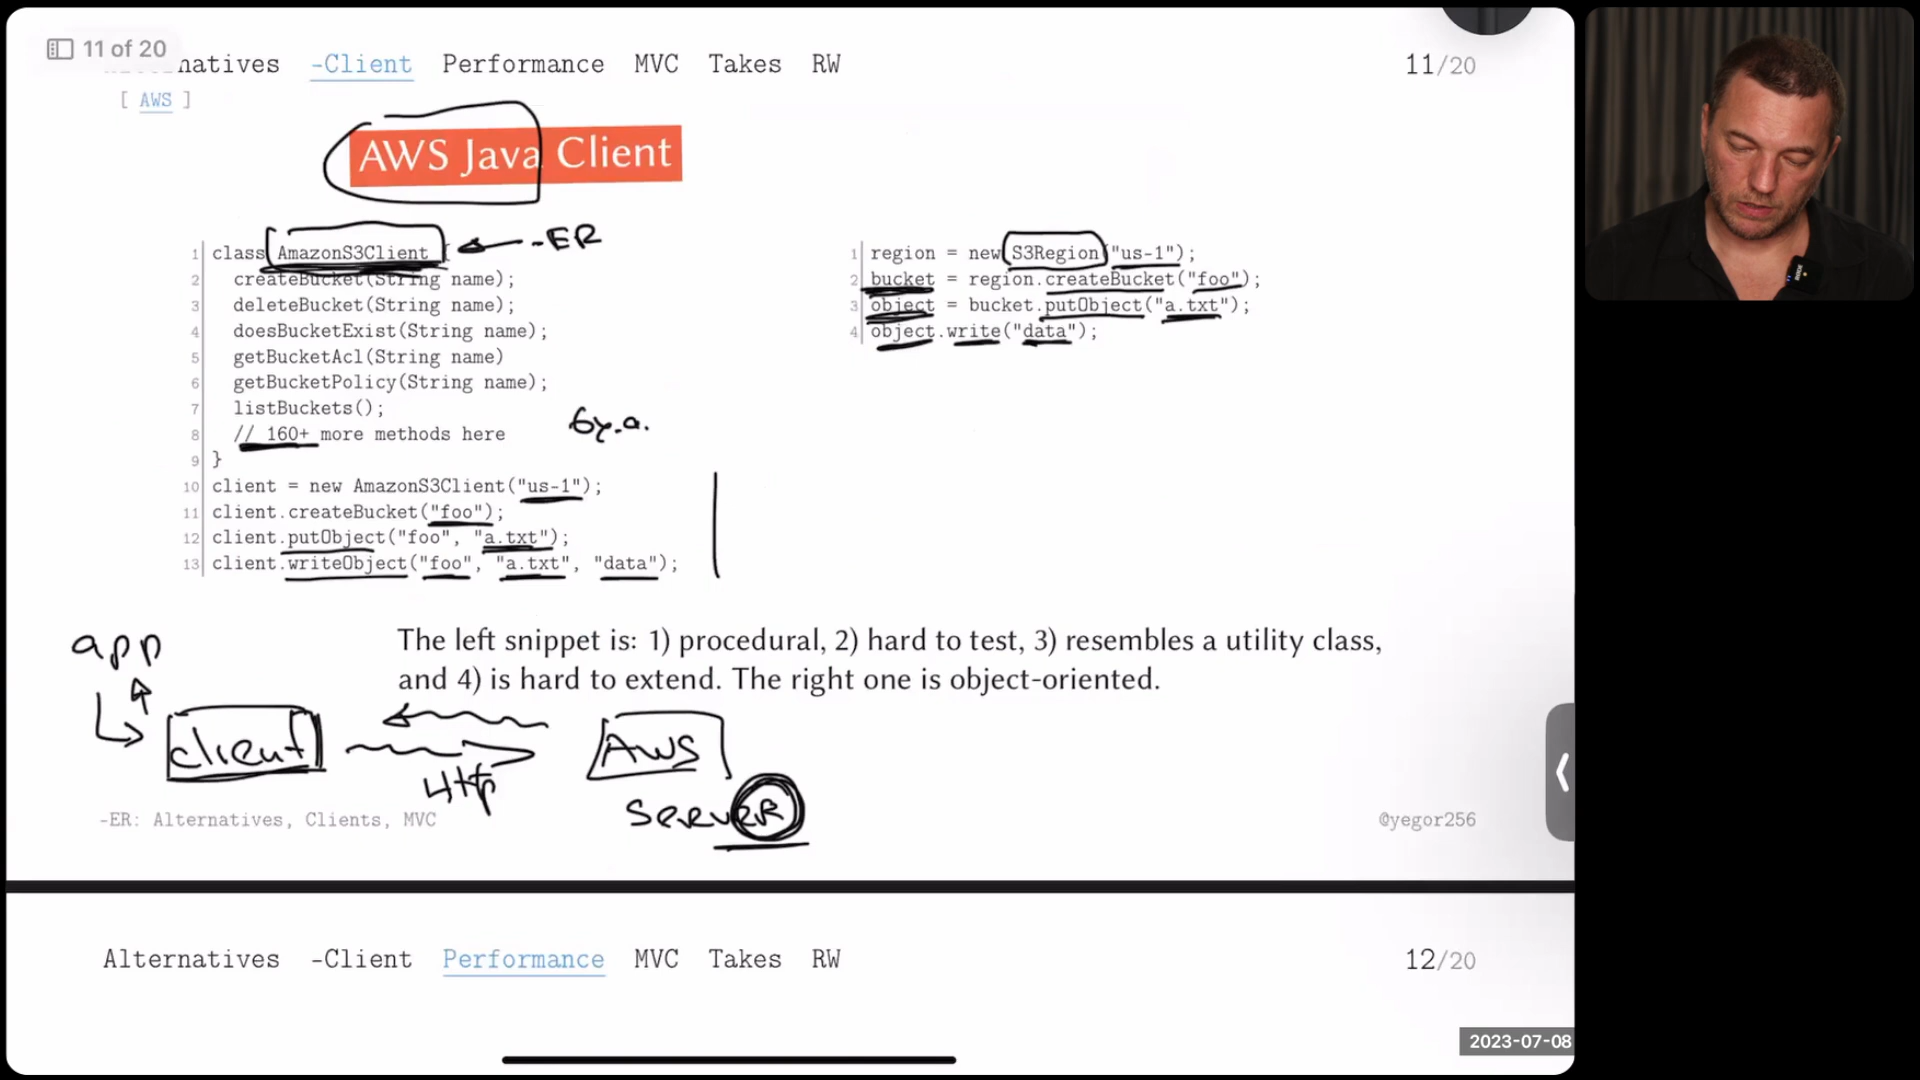 11 of 20
natives -Client Performance MVC Takes RW 11/20
[ AWS ]
AWS Java Client
1 class AmazonS3Client { ← -ER
2 createBucket(String name);
3 deleteBucket(String name);
4 doesBucketExist(String name);
5 getBucketAcl(String name)
6 getBucketPolicy(String name);
7 listBuckets();
8 // 160+ more methods here
9 }
10 client = new AmazonS3Client("us-1");
11 client.createBucket("foo");
12 client.putObject("foo", "a.txt");
13 client.writeObject("foo", "a.txt", "data");
1 region = new S3Region("us-1");
2 bucket = region.createBucket("foo");
3 object = bucket.putObject("a.txt");
4 object.write("data");
The left snippet is: 1) procedural, 2) hard to test, 3) resembles a utility class,
and 4) is hard to extend. The right one is object-oriented.
app
client
AWS
Http
SERVER
-ER: Alternatives, Clients, MVC @yegor256
Alternatives -Client Performance MVC Takes RW 12/20
2023-07-08